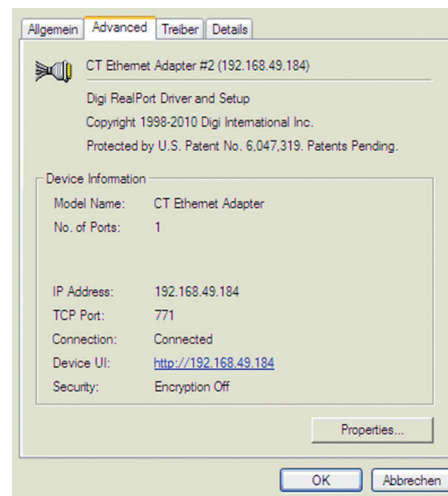 Allgemein Advanced Treiber Details
CT Ethernet Adapter #2 (192.168.49.184)
Digi RealPort Driver and Setup
Copyright 1998-2010 Digi International Inc.
Protected by U.S. Patent No. 6,047,319. Patents Pending.
Device Information
Model Name: CT Ethernet Adapter
No. of Ports: 1
IP Address: 192.168.49.184
TCP Port: 771
Connection: Connected
Device UI: http://192.168.49.184
Security: Encryption Off
Properties...
OK Abbrechen